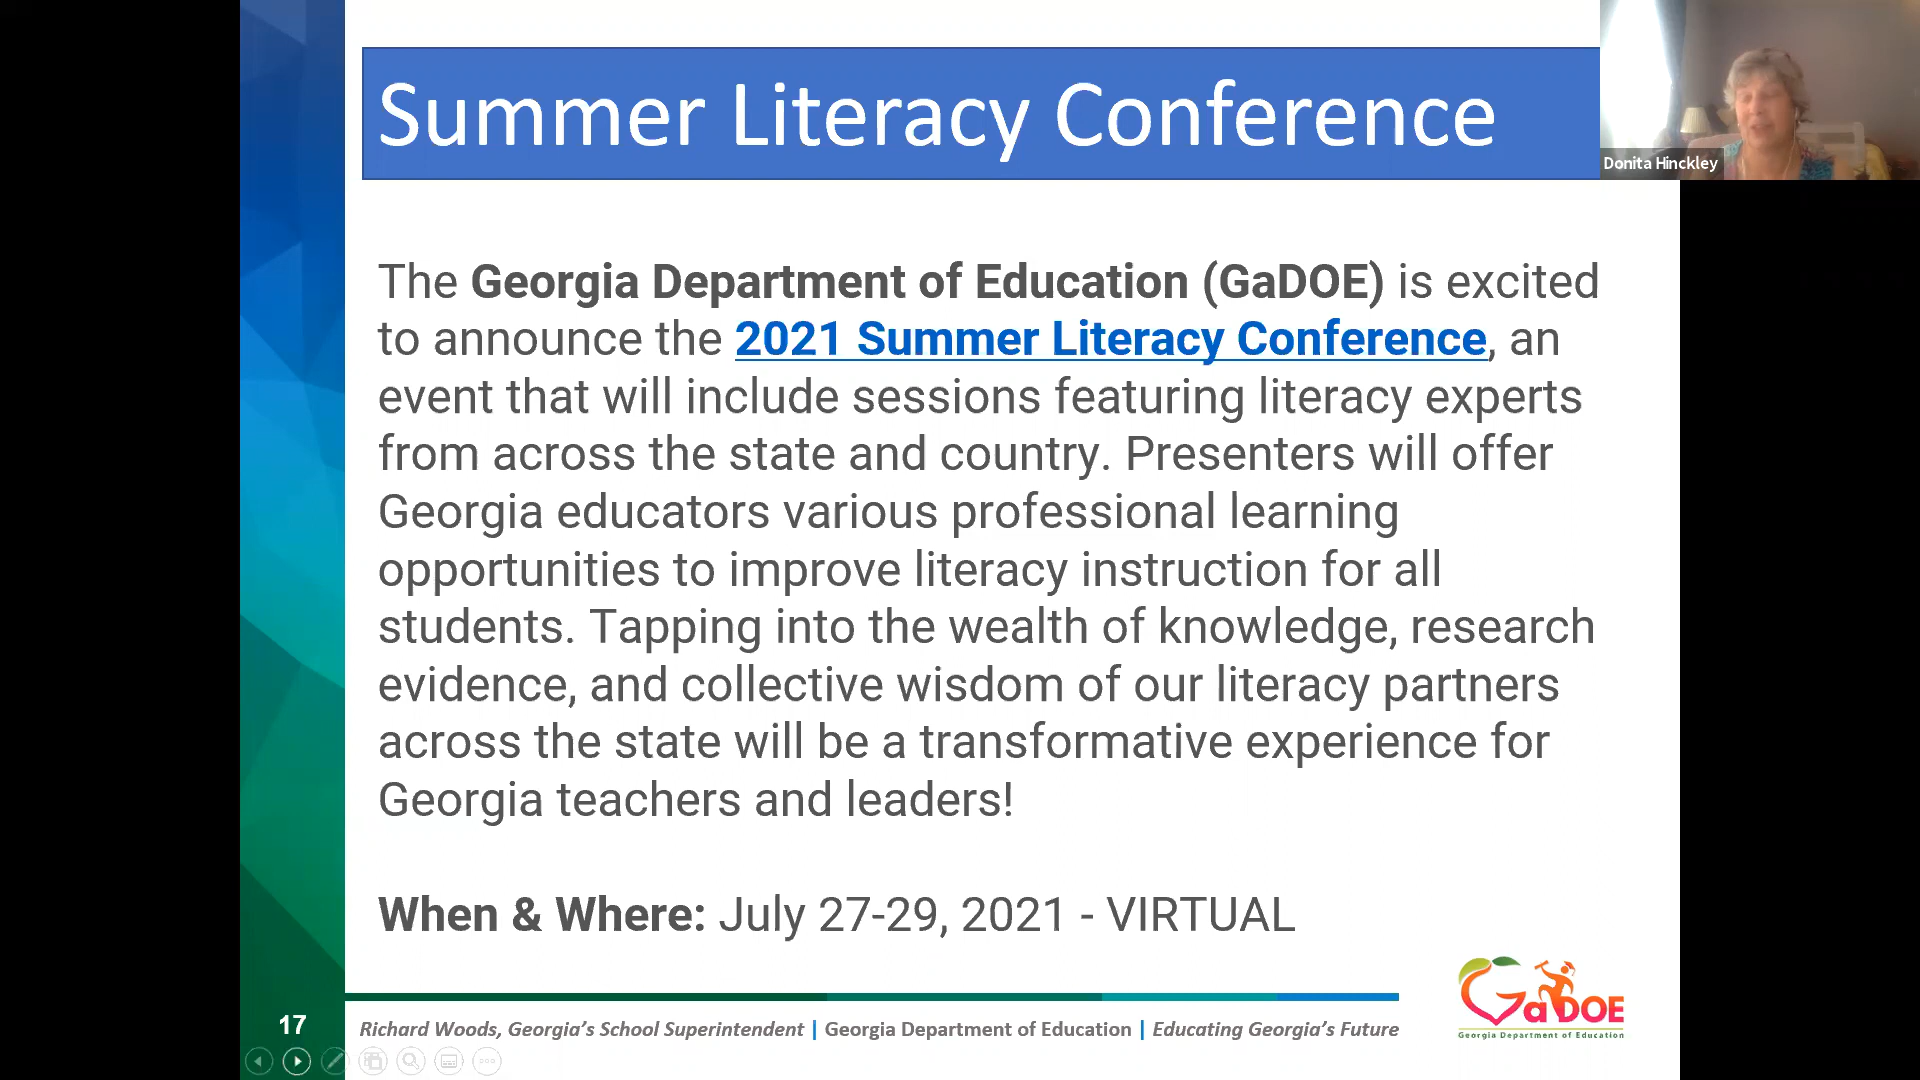 Summer Literacy Conference
Donita Hinckley
The Georgia Department of Education (GaDOE) is excited
to announce the 2021 Summer Literacy Conference, an
event that will include sessions featuring literacy experts
from across the state and country. Presenters will offer
Georgia educators various professional learning
opportunities to improve literacy instruction for all
students. Tapping into the wealth of knowledge, research
evidence, and collective wisdom of our literacy partners
across the state will be a transformative experience for
Georgia teachers and leaders!
When & Where: July 27-29, 2021 - VIRTUAL
GaDOE
Georgia Department of Education
17
Richard Woods, Georgia's School Superintendent | Georgia Department of Education | Educating Georgia's Future